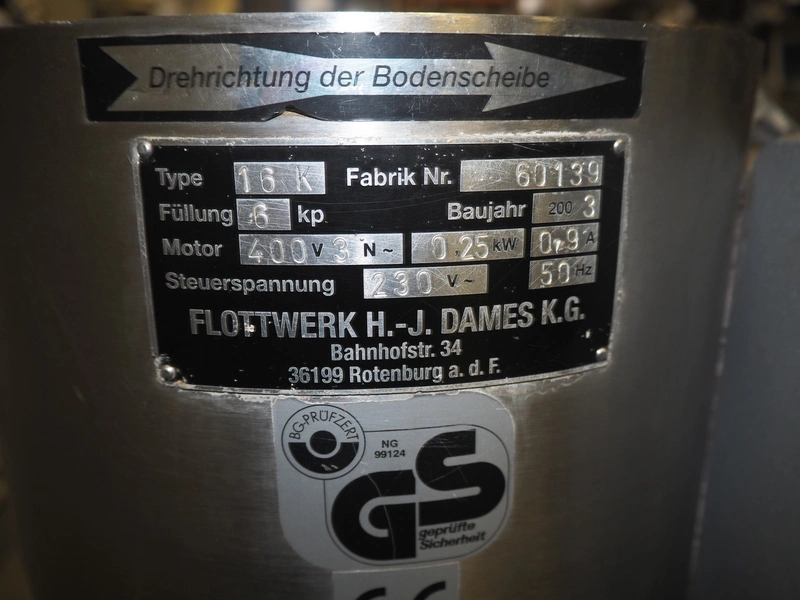 Drehrichtung der Bodenscheibe
Type 16 K Fabrik Nr. 60139
Füllung 6 kp Baujahr 2003
Motor 400 V 3 N~ 0,25 kW 0,9 A
Steuerspannung 230 V~ 50 Hz
FLOTTWERK H.-J. DAMES K.G.
Bahnhofstr. 34
36199 Rotenburg a. d. F.
BG-PRÜFZERT
NG
99124
GS
geprüfte
Sicherheit
CE